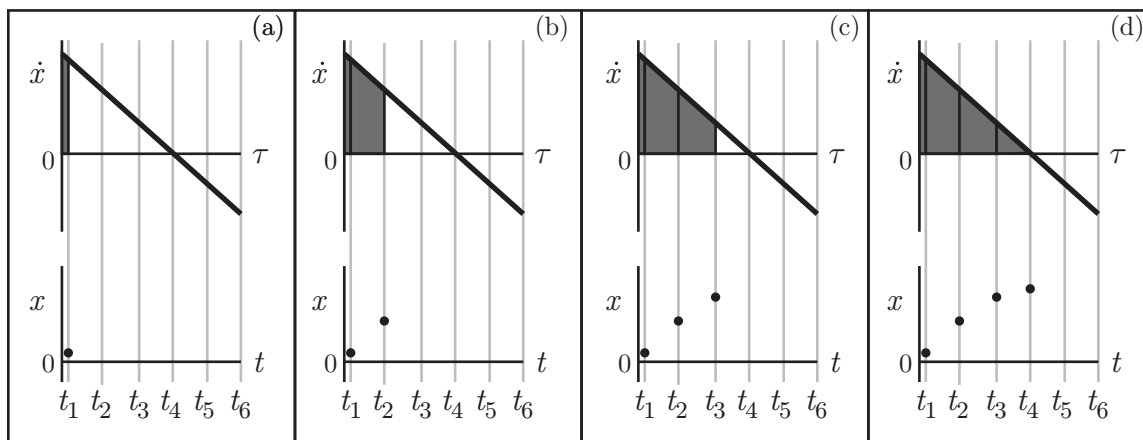 (a)
ẋ
0
τ
x
0
t
t₁ t₂ t₃ t₄ t₅ t₆
(b)
ẋ
0
τ
x
0
t
t₁ t₂ t₃ t₄ t₅ t₆
(c)
ẋ
0
τ
x
0
t
t₁ t₂ t₃ t₄ t₅ t₆
(d)
ẋ
0
τ
x
0
t
t₁ t₂ t₃ t₄ t₅ t₆